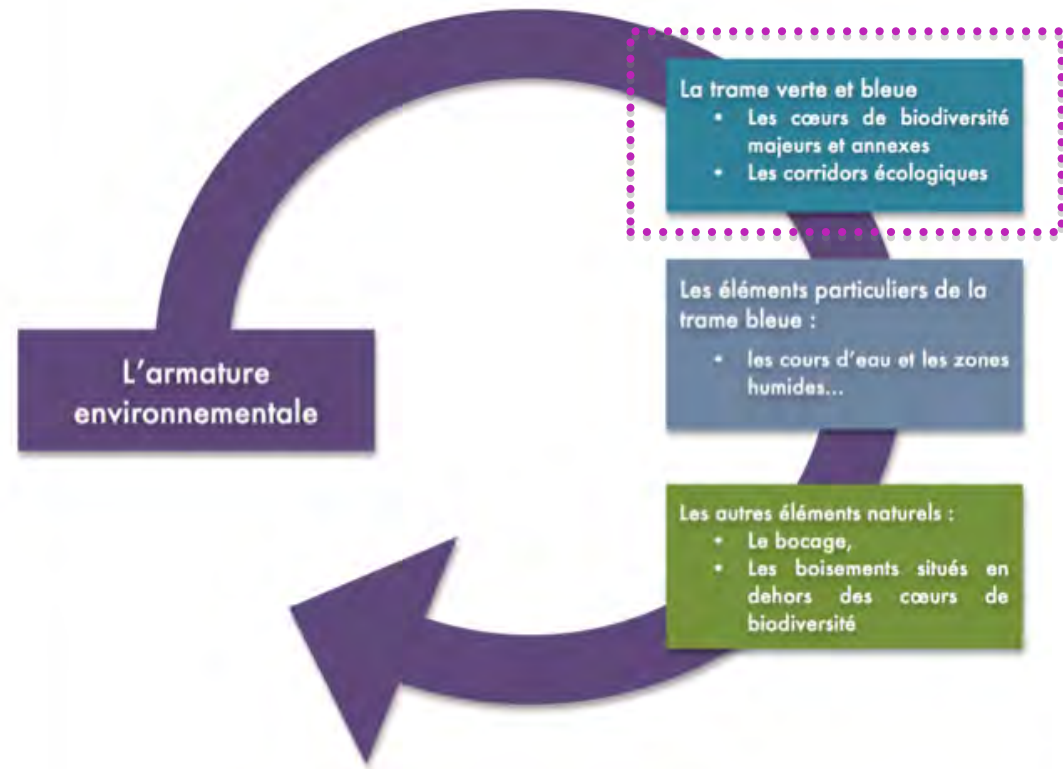 La trame verte et bleue
• Les cœurs de biodiversité
majeurs et annexes
• Les corridors écologiques
Les éléments particuliers de la
trame bleue :
• les cours d'eau et les zones
humides...
L'armature
environnementale
Les autres éléments naturels :
• Le bocage,
• Les boisements situés en
dehors des cœurs de
biodiversité